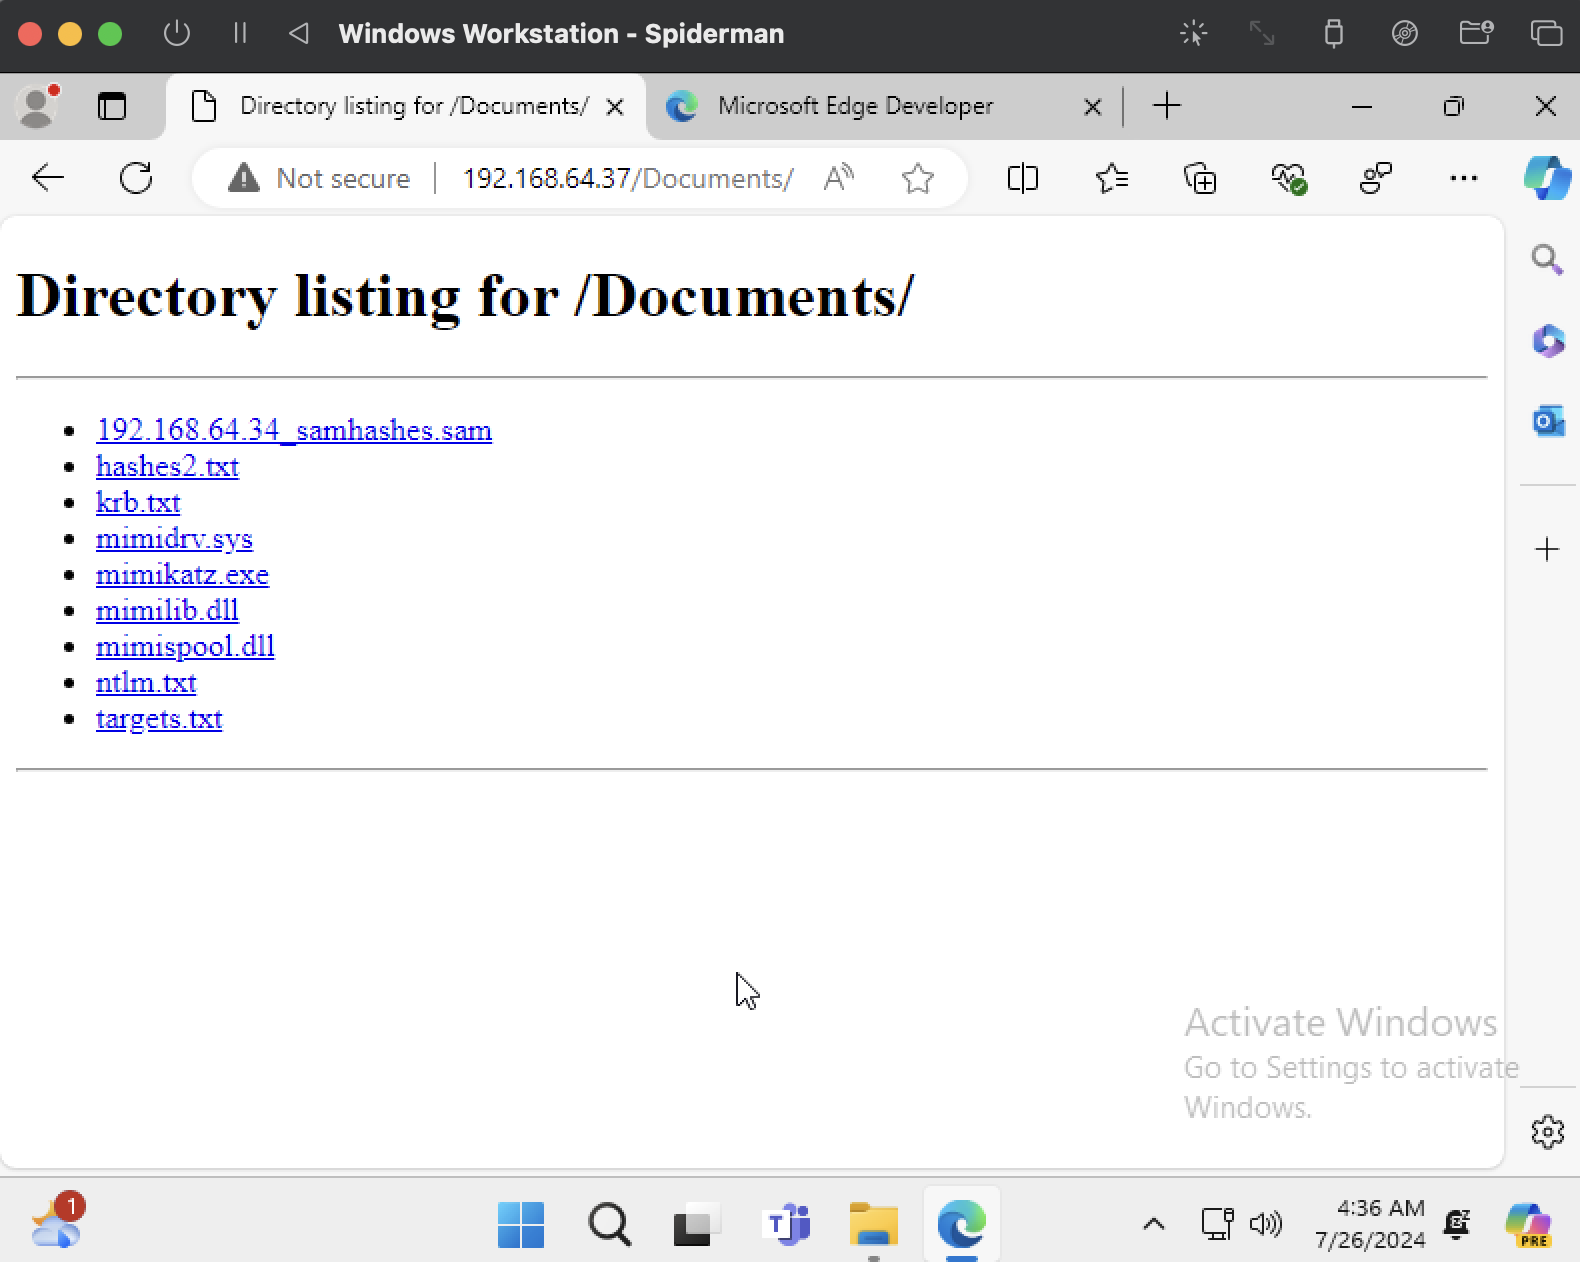 Windows Workstation - Spiderman
Directory listing for /Documents/
Microsoft Edge Developer
Not secure
192.168.64.37/Documents/
Directory listing for /Documents/
192.168.64.34_samhashes.sam
hashes2.txt
krb.txt
mimidrv.sys
mimikatz.exe
mimilib.dll
mimispool.dll
ntlm.txt
targets.txt
Activate Windows
Go to Settings to activate
Windows.
1
4:36 AM
7/26/2024
PRE